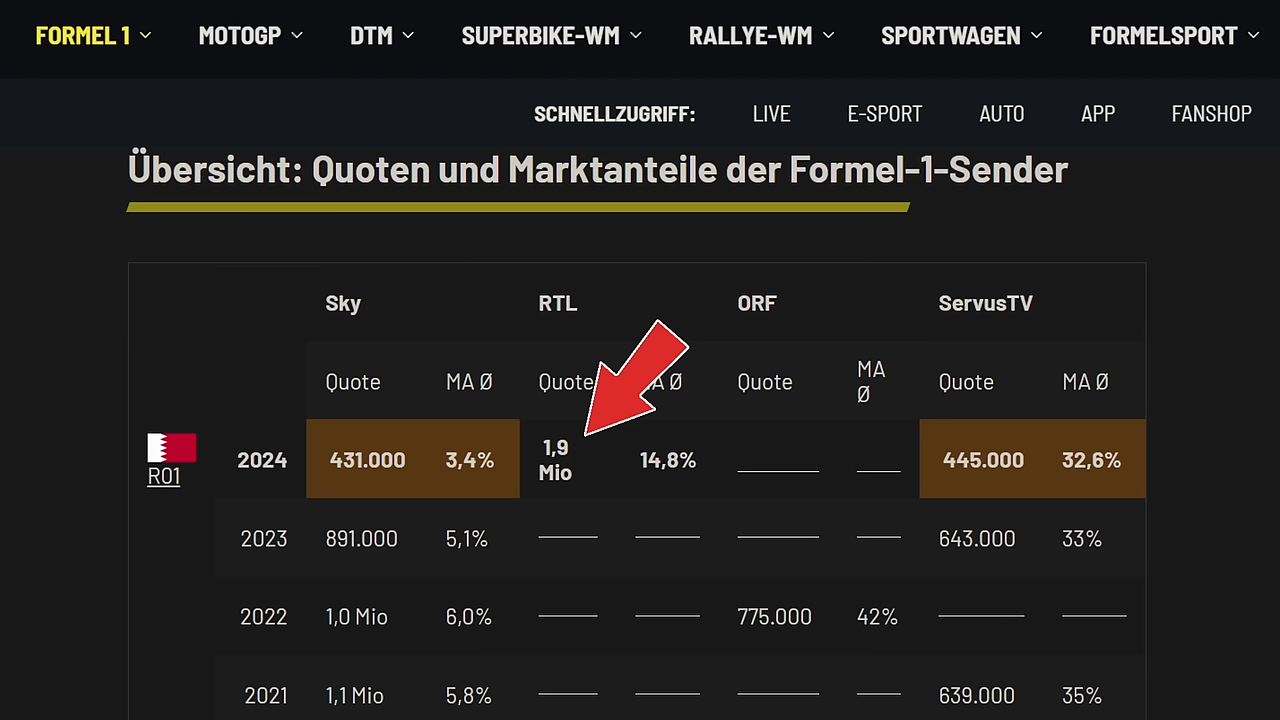 FORMEL 1 MOTOGP DTM SUPERBIKE-WM RALLYE-WM SPORTWAGEN FORMELSPORT
SCHNELLZUGRIFF: LIVE E-SPORT AUTO APP FANSHOP
Übersicht: Quoten und Marktanteile der Formel-1-Sender
Sky RTL ORF ServusTV
Quote MA Ø Quote A Ø Quote MA Ø Quote MA Ø
R01 2024 431.000 3,4% 1,9 Mio 14,8% 445.000 32,6%
2023 891.000 5,1% 643.000 33%
2022 1,0 Mio 6,0% 775.000 42%
2021 1,1 Mio 5,8% 639.000 35%